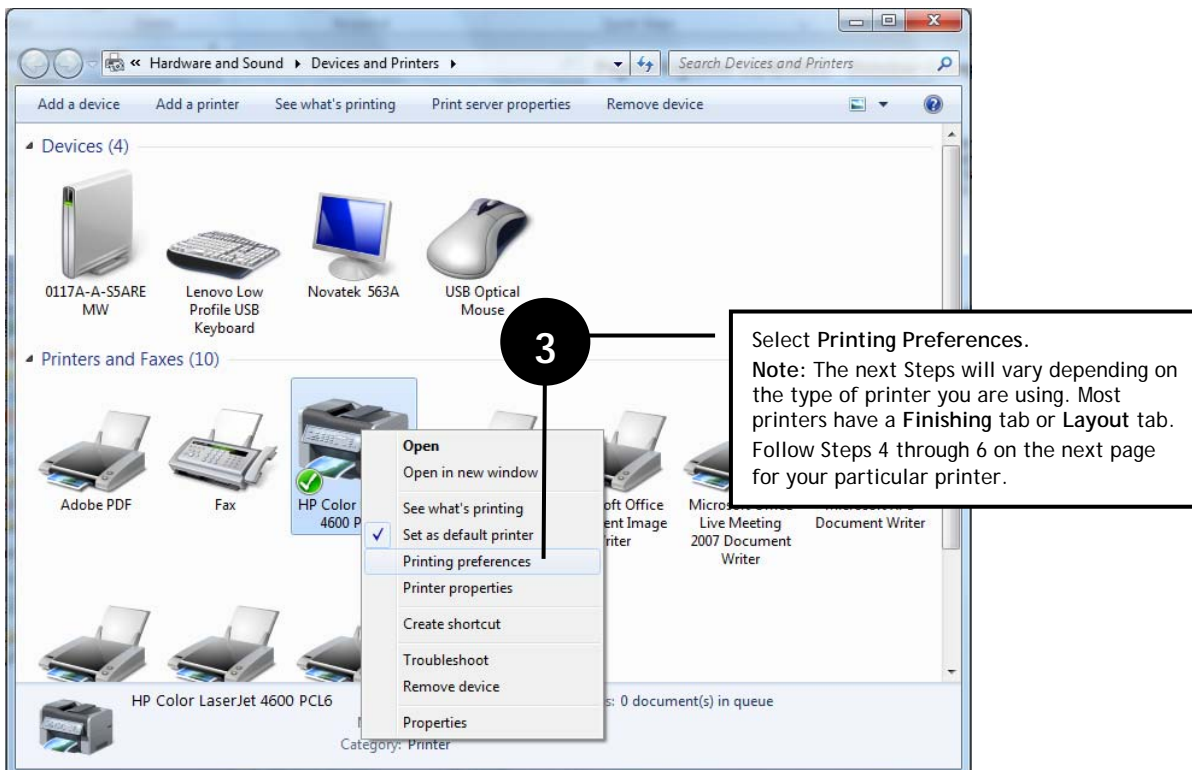 « Hardware and Sound ▸ Devices and Printers ▸
Search Devices and Printers
Add a device Add a printer See what's printing Print server properties Remove device
Devices (4)
0117A-A-S5ARE
MW
Lenovo Low
Profile USB
Keyboard
Novatek 563A
USB Optical
Mouse
3
Select Printing Preferences.
Note: The next Steps will vary depending on
the type of printer you are using. Most
printers have a Finishing tab or Layout tab.
Follow Steps 4 through 6 on the next page
for your particular printer.
Printers and Faxes (10)
Adobe PDF
Fax
HP Color
4600 P
Open
Open in new window
See what's printing
Set as default printer
Printing preferences
Printer properties
Create shortcut
Troubleshoot
Remove device
Properties
oft Office
ent Image
riter
Live Meeting
2007 Document
Writer
Document Writer
HP Color LaserJet 4600 PCL6
s: 0 document(s) in queue
Category: Printer